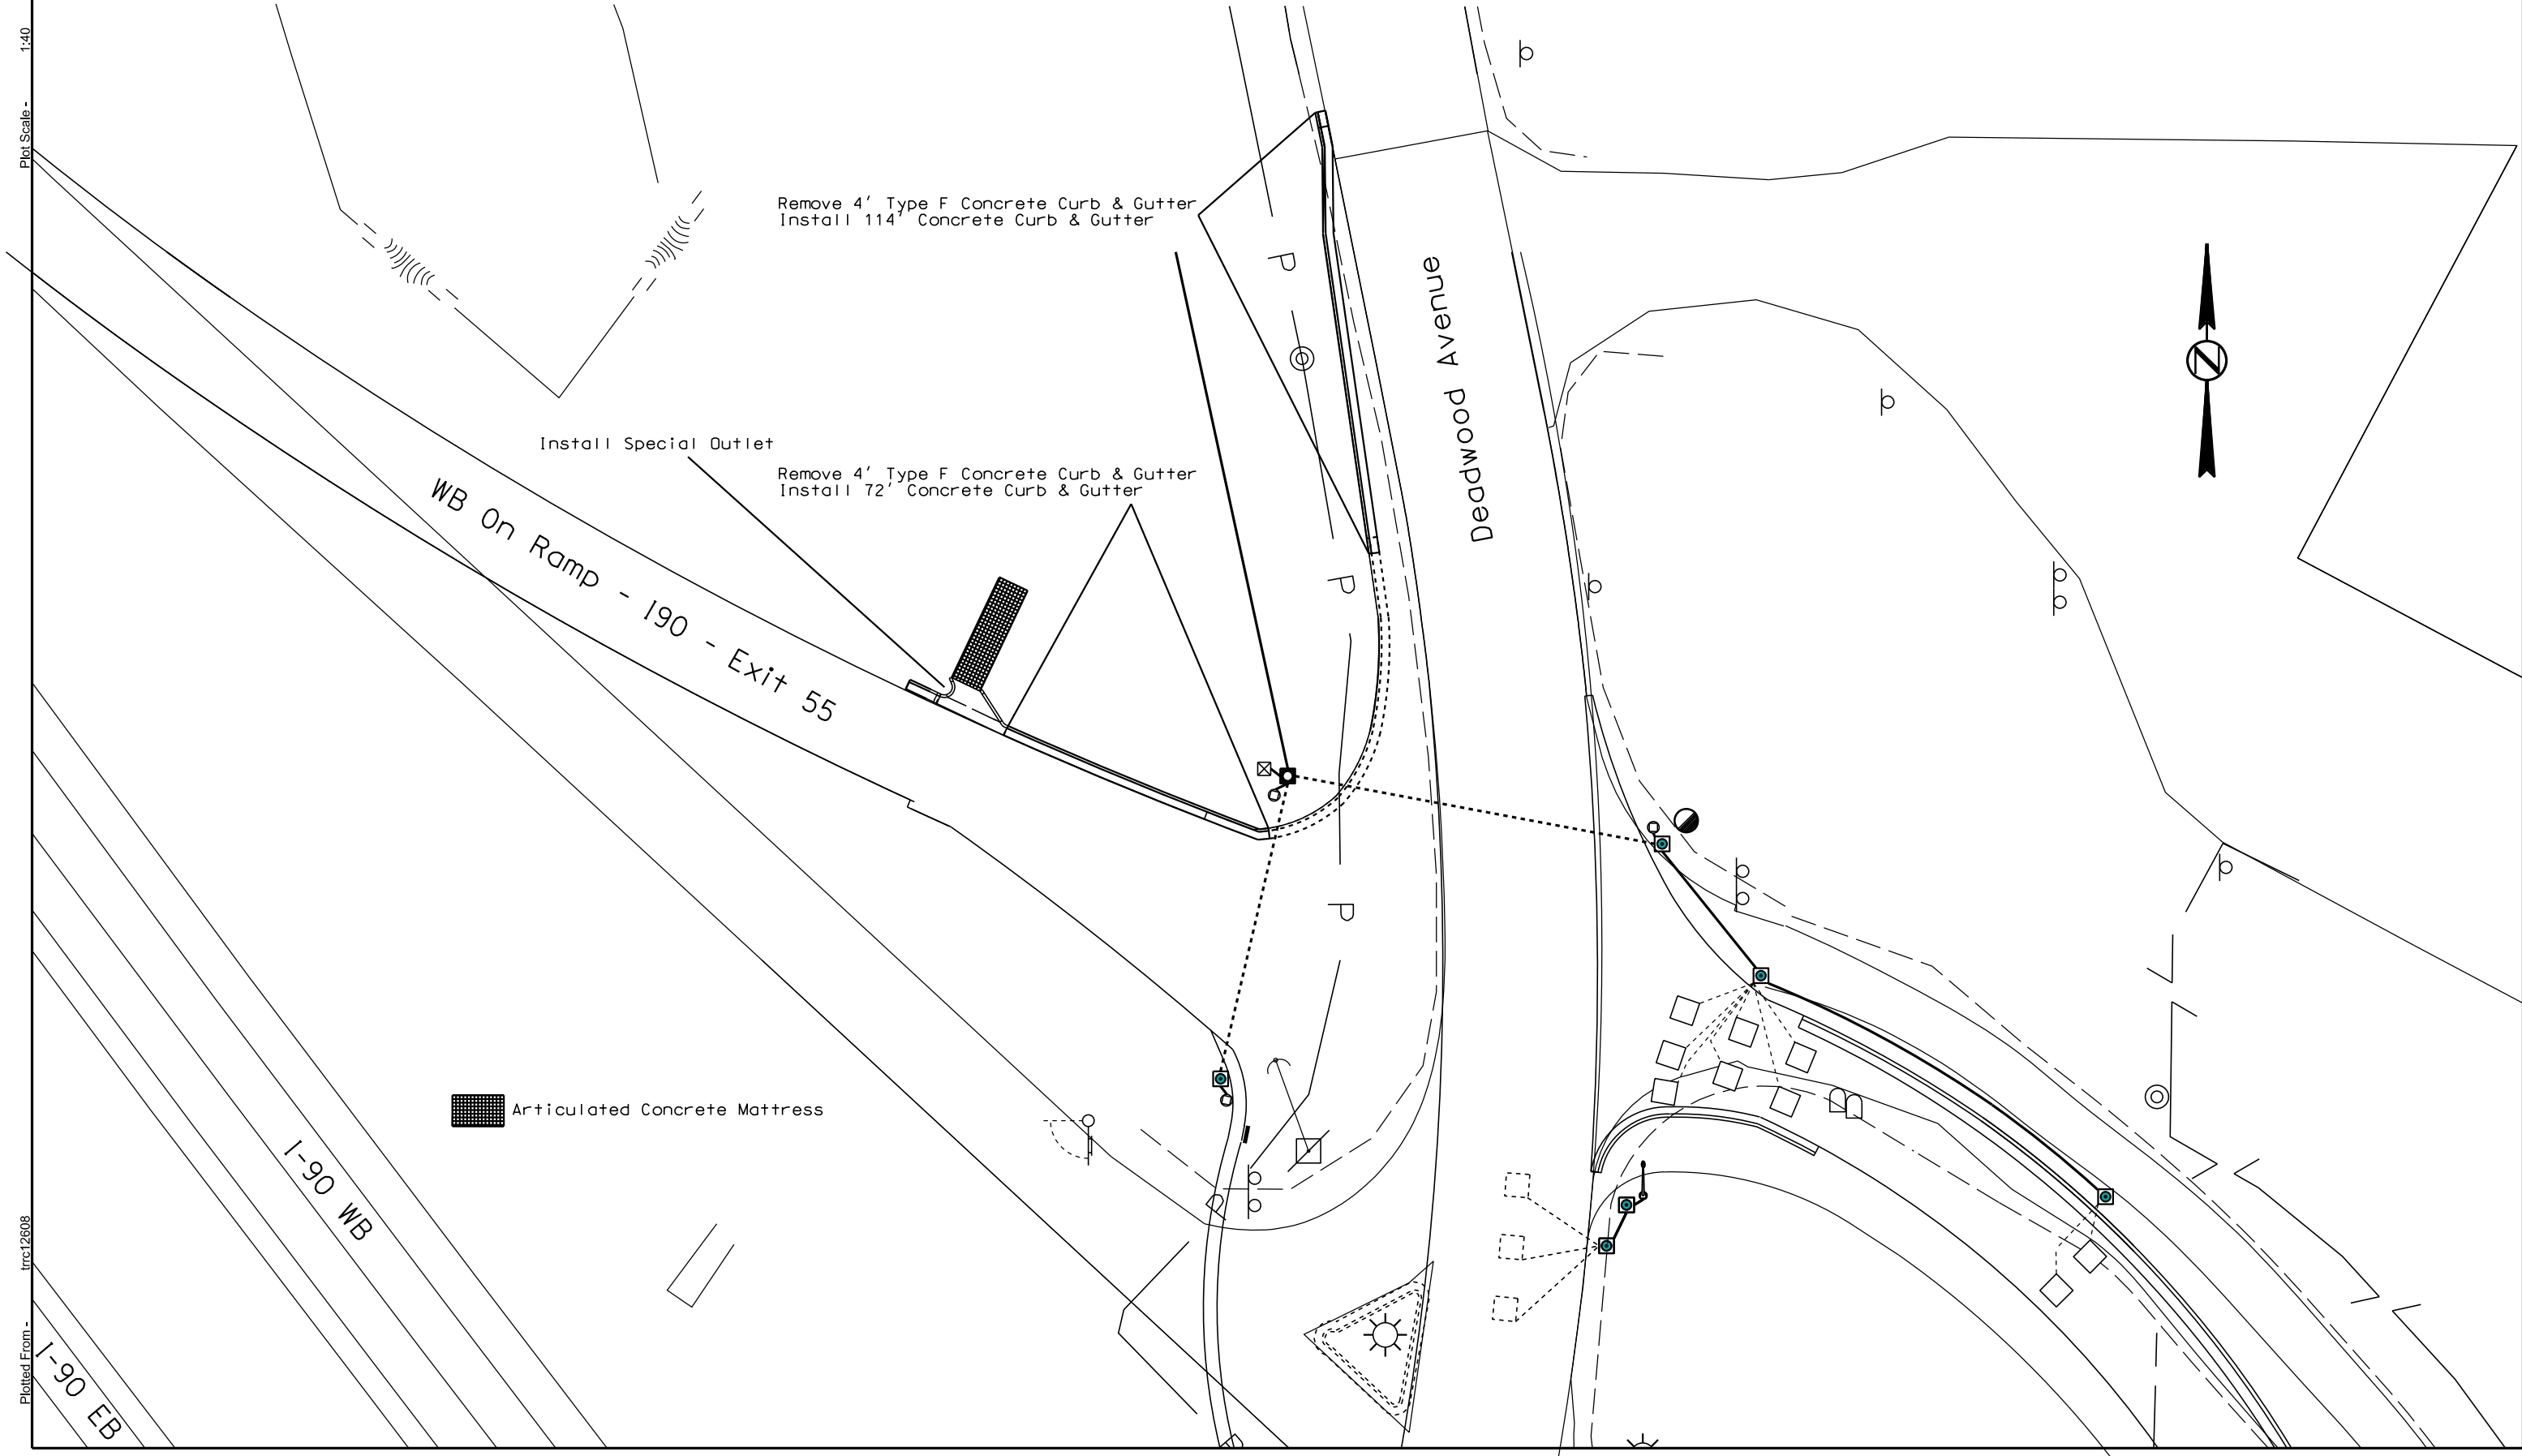 Plot Scale - 1:40
Remove 4' Type F Concrete Curb & Gutter
Install 114' Concrete Curb & Gutter
Deadwood Avenue
N
Install Special Outlet
Remove 4' Type F Concrete Curb & Gutter
Install 72' Concrete Curb & Gutter
WB On Ramp - I90 - Exit 55
P
P
P
Articulated Concrete Mattress
I-90 WB
I-90 EB
Plotted From - trrc12608